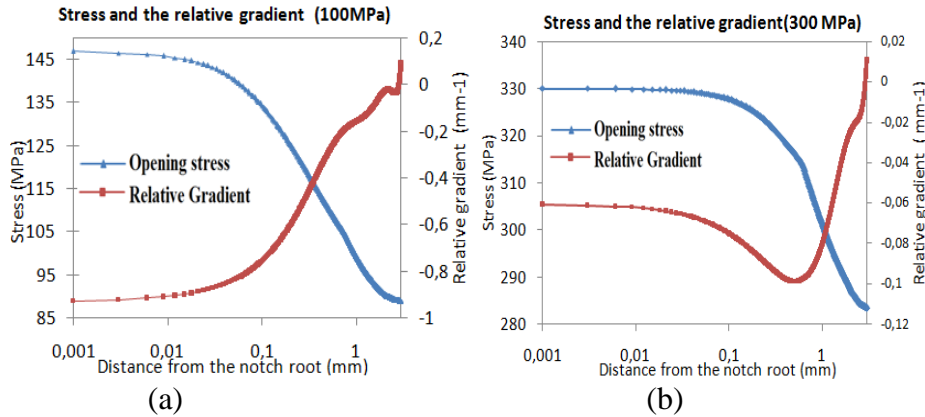 Stress and the relative gradient (100MPa)
145
135
125
115
105
95
85
0,2
0
-0,2
-0,4
-0,6
-0,8
-1
Stress (MPa)
Relative gradient (mm-1)
Opening stress
Relative Gradient
0,001
0,01
0,1
1
Distance from the notch root (mm)
(a)
Stress and the relative gradient(300 MPa)
340
330
320
310
300
290
280
0,02
0
-0,02
-0,04
-0,06
-0,08
-0,1
-0,12
Stress (MPa)
Relative gradient (mm-1)
Opening stress
Relative Gradient
0,001
0,01
0,1
1
Distance from the notch root (mm)
(b)